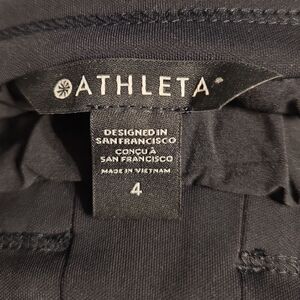 ATHLETA
DESIGNED IN
SAN FRANCISCO
CONÇU À
SAN FRANCISCO
MADE IN VIETNAM
4